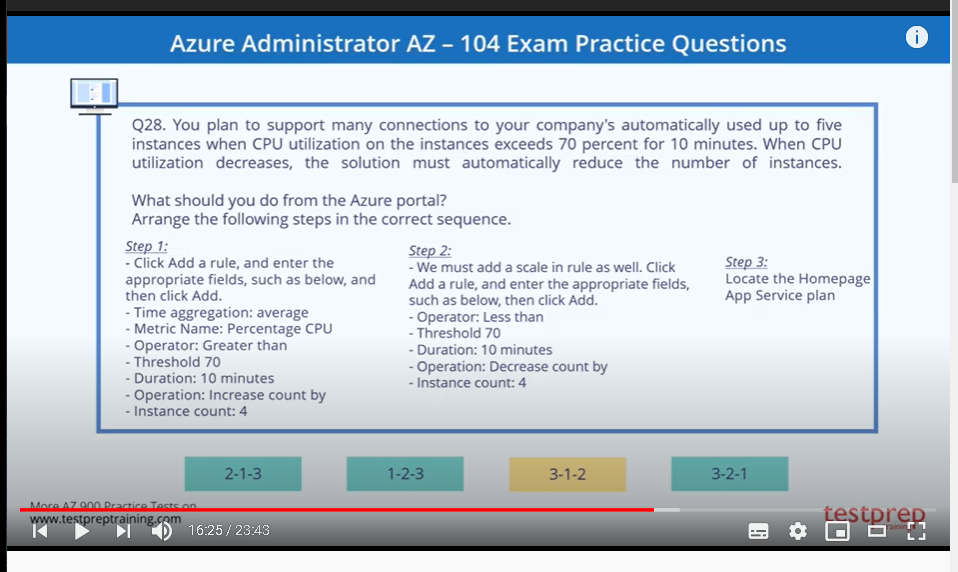 Azure Administrator AZ – 104 Exam Practice Questions
Q28. You plan to support many connections to your company's automatically used up to five
instances when CPU utilization on the instances exceeds 70 percent for 10 minutes. When CPU
utilization decreases, the solution must automatically reduce the number of instances.
What should you do from the Azure portal?
Arrange the following steps in the correct sequence.
Step 1:
- Click Add a rule, and enter the
appropriate fields, such as below, and
then click Add.
- Time aggregation: average
- Metric Name: Percentage CPU
- Operator: Greater than
- Threshold 70
- Duration: 10 minutes
- Operation: Increase count by
- Instance count: 4
Step 2:
- We must add a scale in rule as well. Click
Add a rule, and enter the appropriate fields,
such as below, then click Add.
- Operator: Less than
- Threshold 70
- Duration: 10 minutes
- Operation: Decrease count by
- Instance count: 4
Step 3:
Locate the Homepage
App Service plan
2-1-3
1-2-3
3-1-2
3-2-1
More AZ 900 Practice Tests on
www.testpreptraining.com
testprep
training
16:25 / 23:43